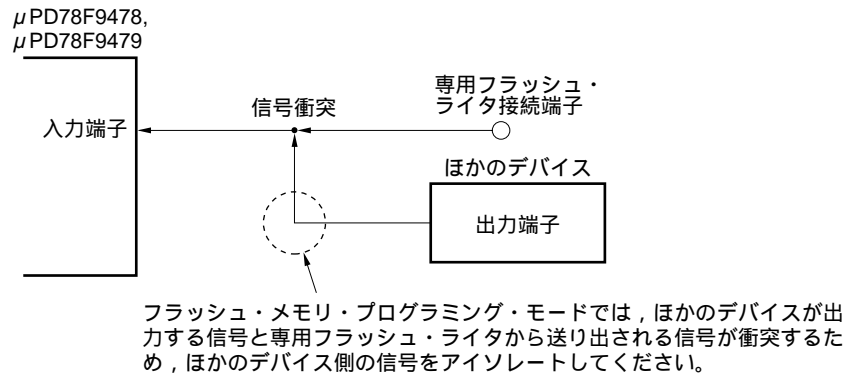 μPD78F9478,
μPD78F9479
専用フラッシュ・
ライタ接続端子
信号衝突
入力端子
ほかのデバイス
出力端子
フラッシュ・メモリ・プログラミング・モードでは，ほかのデバイスが出
力する信号と専用フラッシュ・ライタから送り出される信号が衝突するた
め，ほかのデバイス側の信号をアイソレートしてください。